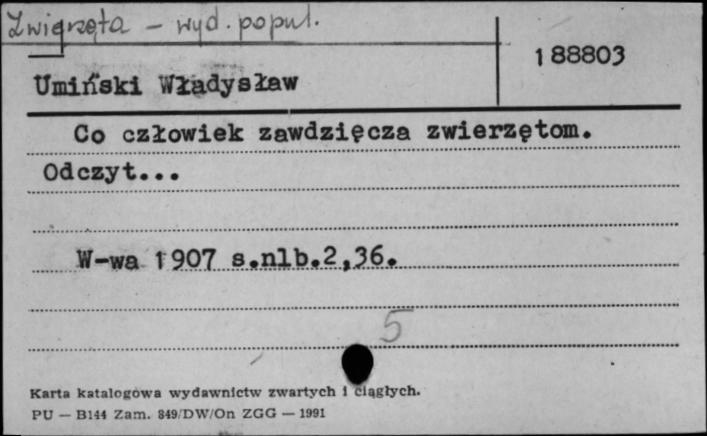 Zwierzęta – wyd. popul.
188803
Umiński Władysław
Co człowiek zawdzięcza zwierzętom.
Odczyt...
W-wa 1907 s.nlb.2,36.
5
Karta katalogowa wydawnictw zwartych i ciągłych.
PU — B144 Zam. 849/DW/On ZGG — 1991